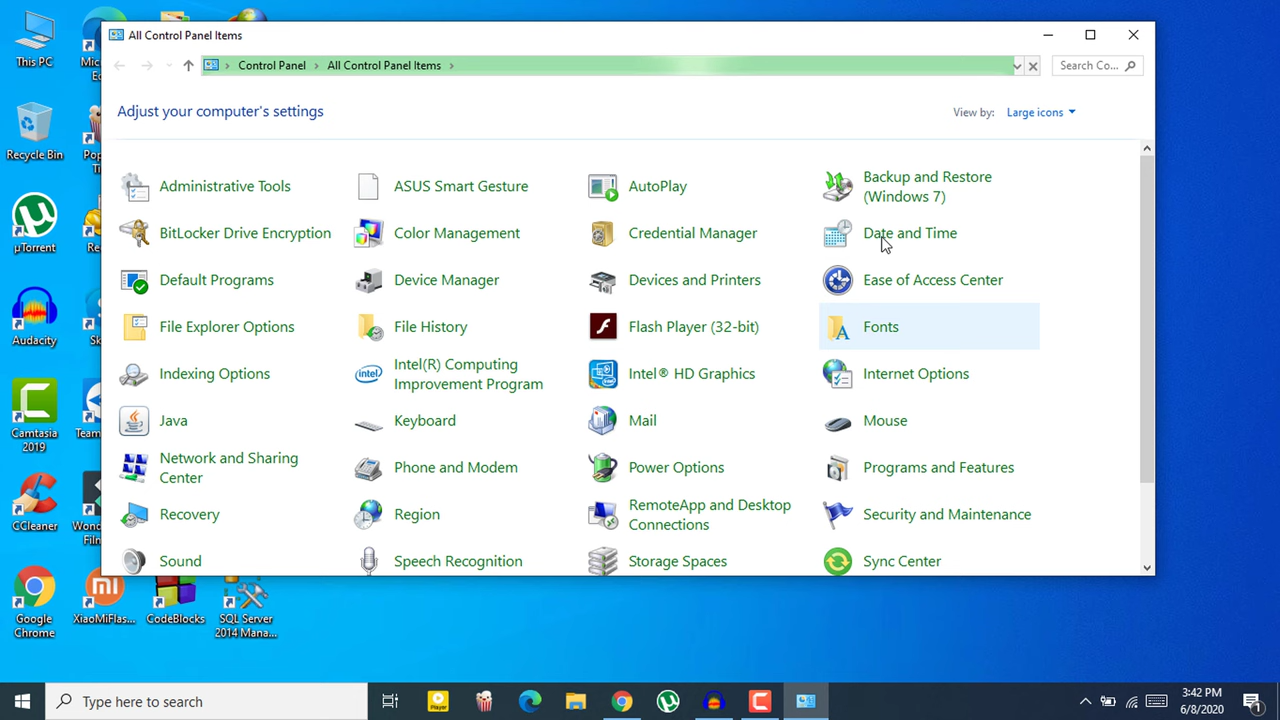 All Control Panel Items
Control Panel
All Control Panel Items
Search Co...
Adjust your computer's settings
View by:
Large icons
Administrative Tools
ASUS Smart Gesture
AutoPlay
Backup and Restore
(Windows 7)
BitLocker Drive Encryption
Color Management
Credential Manager
Date and Time
Default Programs
Device Manager
Devices and Printers
Ease of Access Center
File Explorer Options
File History
Flash Player (32-bit)
Fonts
Indexing Options
Intel(R) Computing
Improvement Program
Intel® HD Graphics
Internet Options
Java
Keyboard
Mail
Mouse
Network and Sharing
Center
Phone and Modem
Power Options
Programs and Features
Recovery
Region
RemoteApp and Desktop
Connections
Security and Maintenance
Sound
Speech Recognition
Storage Spaces
Sync Center
This PC
Recycle Bin
µTorrent
Audacity
Camtasia
2019
CCleaner
Google
Chrome
XiaoMiFlas...
CodeBlocks
SQL Server
2014 Mana...
Type here to search
Player
3:42 PM
6/8/2020
1